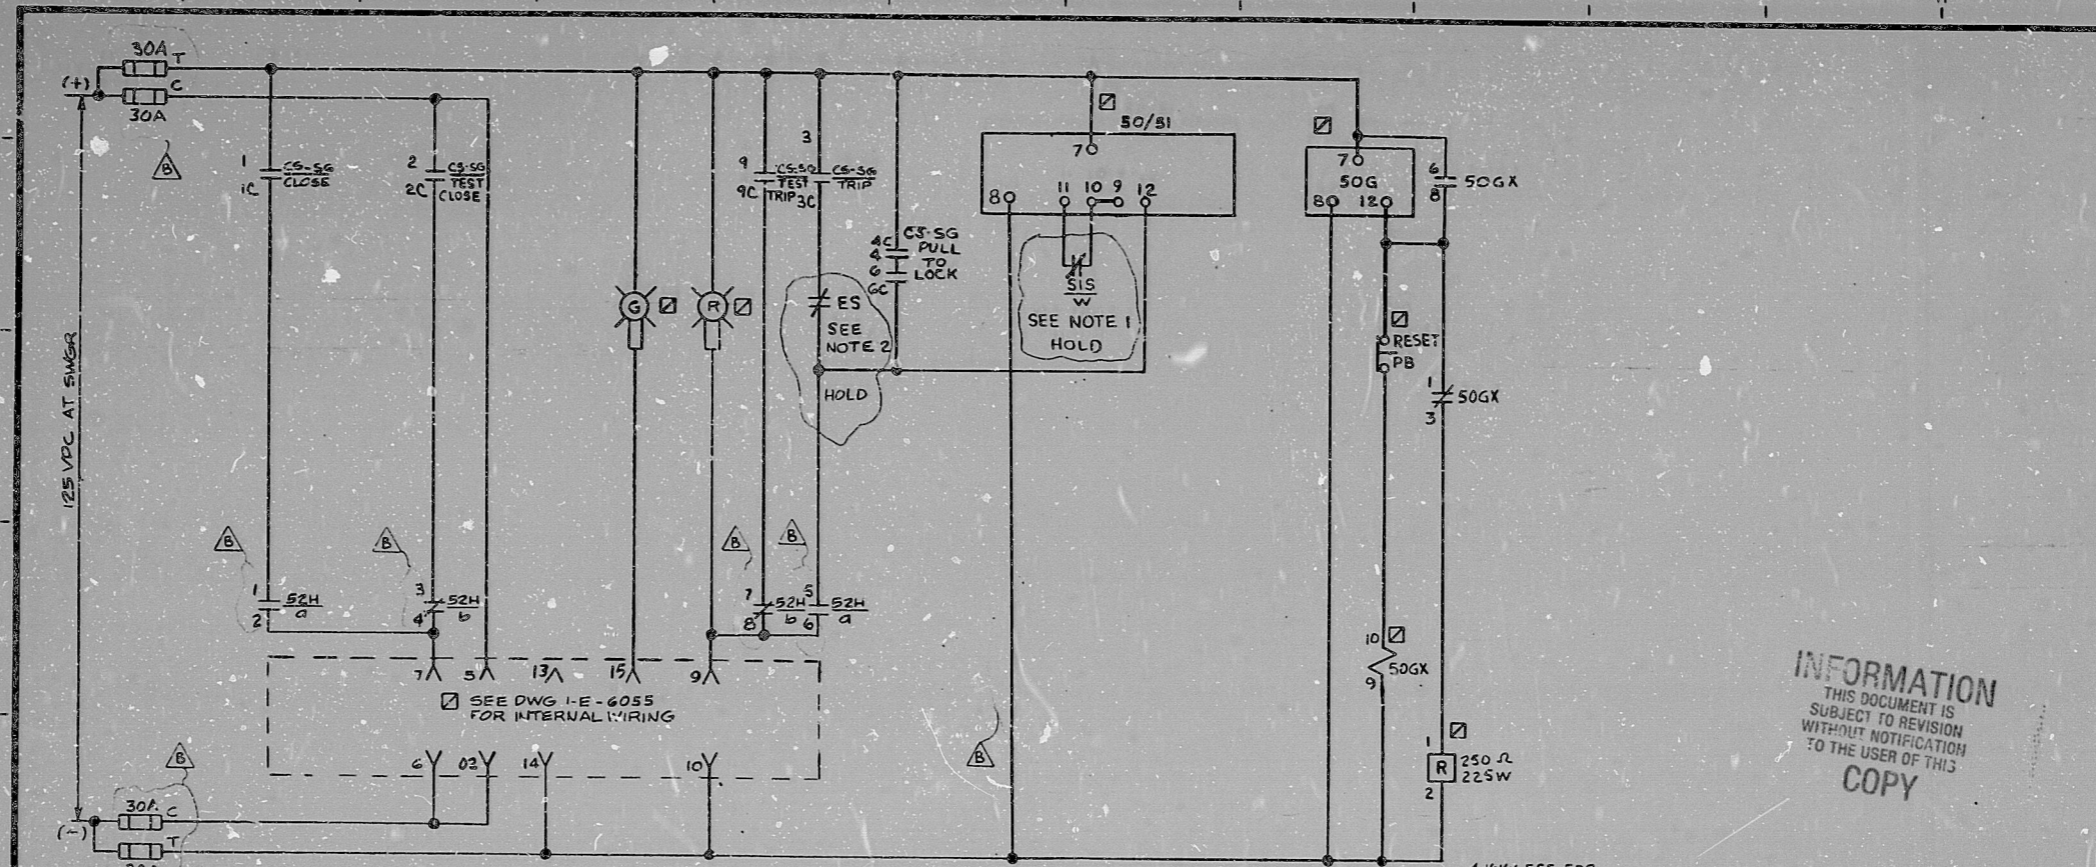 30A T
(+)
C
30A
B
125 VDC AT SWGR
1
1C
CS-SG
CLOSE
2
2C
CS-SG
TEST
CLOSE
9
9C
CS-SG
TEST
TRIP
3
3C
CS-SG
TRIP
4C
4
6
6C
CS-SG
PULL
TO
LOCK
G
R
ES
SEE
NOTE 2
HOLD
50/51
7
8
11 10 9 12
SIS
W
SEE NOTE 1
HOLD
7
50G
8 12
6
8
50GX
RESET
PB
1
3
50GX
B
B
B
B
1
2
52H
a
3
4
52H
b
7
8
52H
b
5
6
52H
a
7 5 13 15 9
SEE DWG 1-E-6055
FOR INTERNAL WIRING
6 03 14 10
B
B
10
9
50GX
1
R
2
250 Ω
225W
30A C
(-)
T
INFORMATION
THIS DOCUMENT IS
SUBJECT TO REVISION
WITHOUT NOTIFICATION
TO THE USER OF THIS
COPY